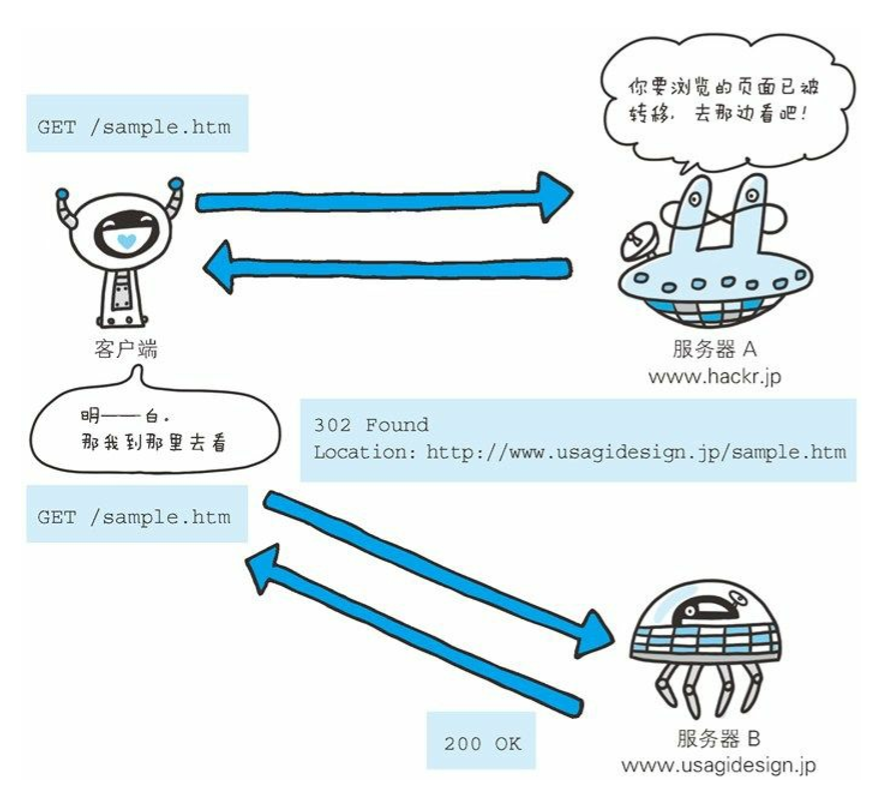 你要浏览的页面已被
转移，去那边看吧！
GET /sample.htm
客户端
服务器 A
www.hackr.jp
明——白．
那我到那里去看
302 Found
Location: http://www.usagidesign.jp/sample.htm
GET /sample.htm
200 OK
服务器 B
www.usagidesign.jp